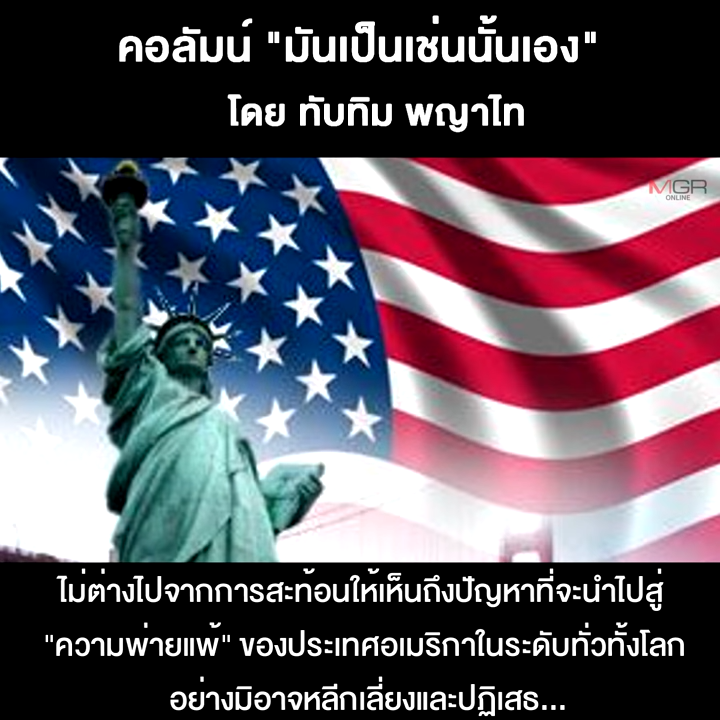 คอลัมน์ "มันเป็นเช่นนั้นเอง"
โดย ทับทิม พญาไท
MGR
ONLINE
ไม่ต่างไปจากการสะท้อนให้เห็นถึงปัญหาที่จะนำไปสู่
"ความพ่ายแพ้" ของประเทศอเมริกาในระดับทั่วทั้งโลก
อย่างมิอาจหลีกเลี่ยงและปฏิเสธ...